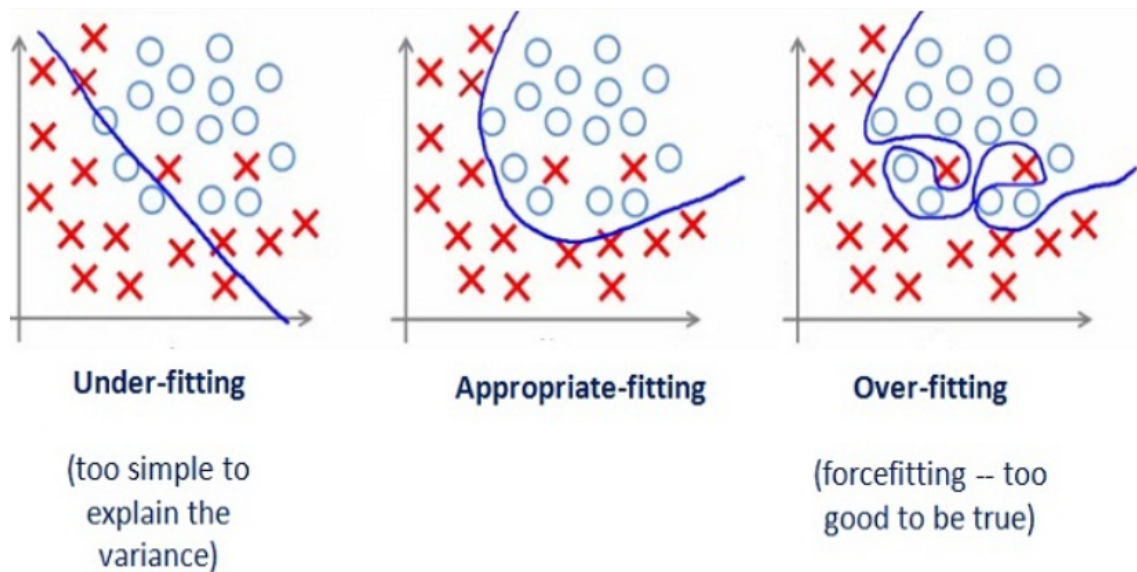 Under-fitting
Appropriate-fitting
Over-fitting
(too simple to
explain the
variance)
(forcefitting -- too
good to be true)